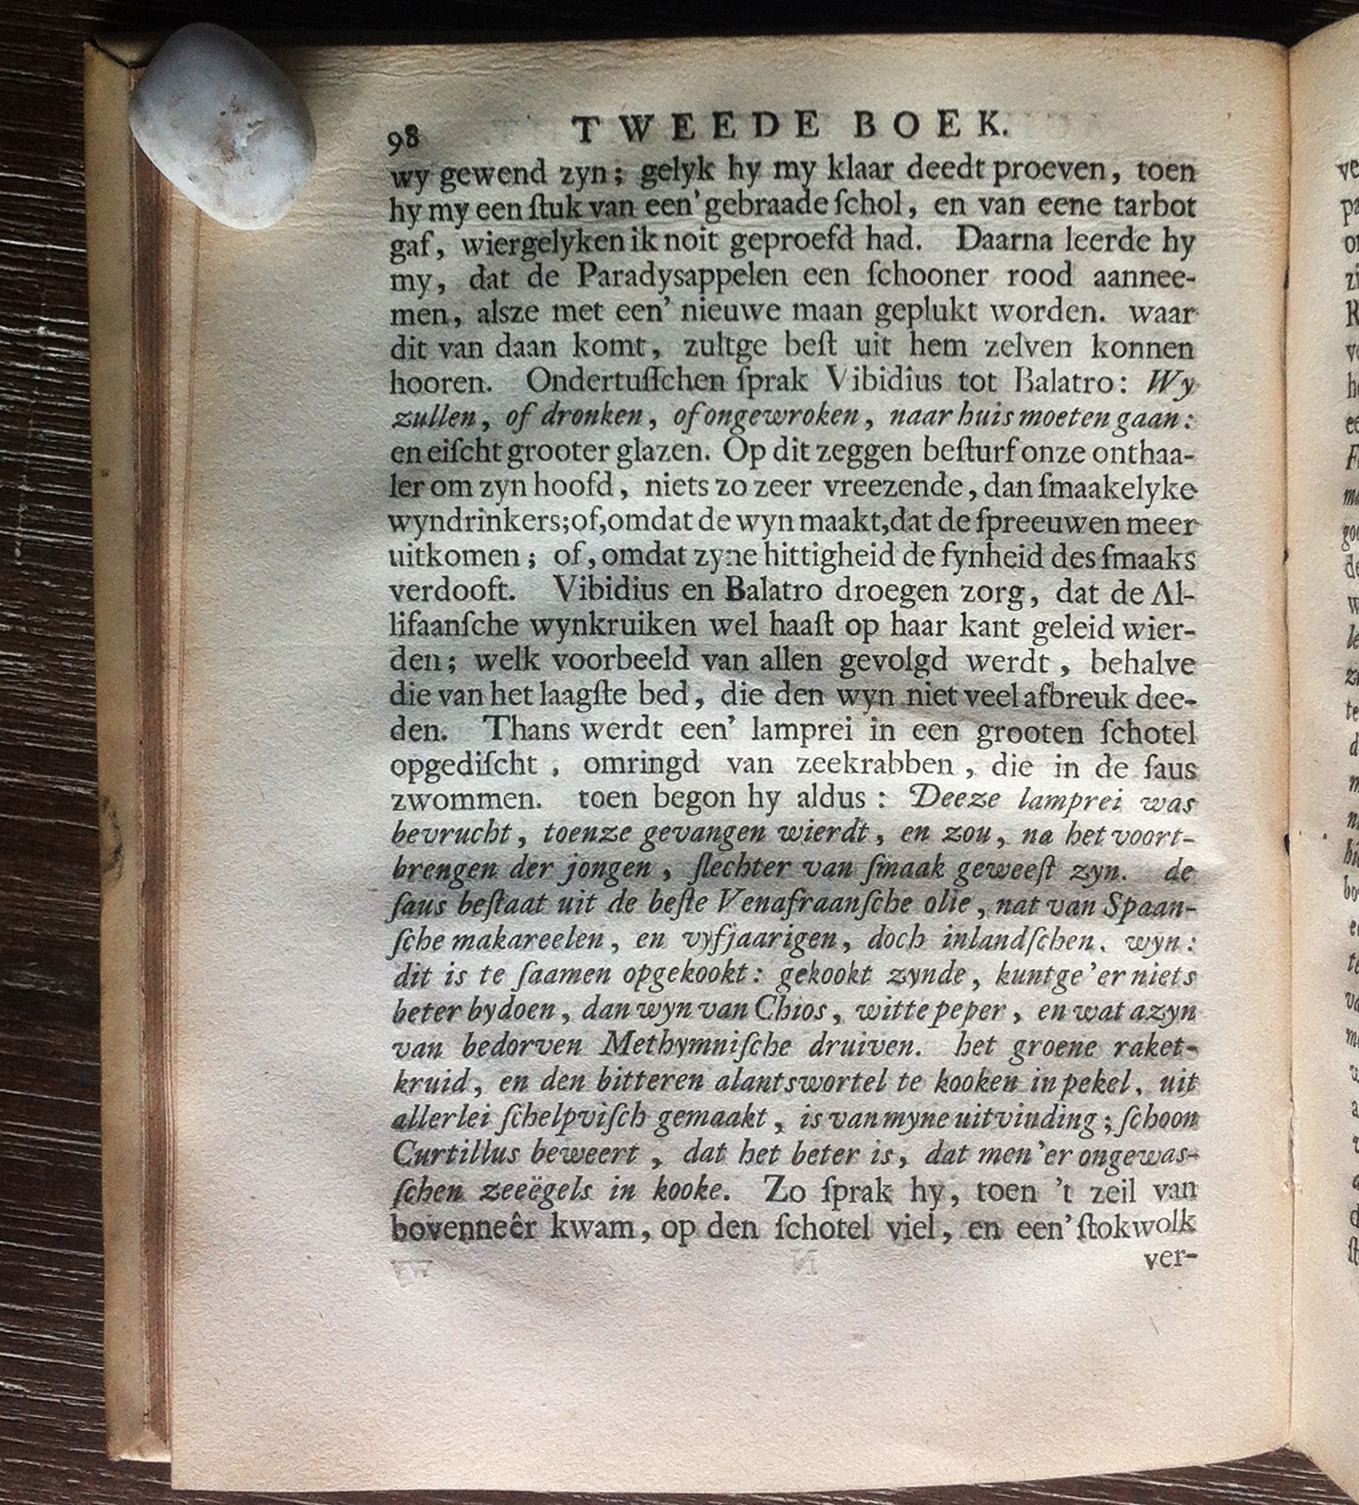 98 TWEEDE BOEK.
wy gewend zyn; gelyk hy my klaar deedt proeven, toen
hy my een ſtuk van een' gebraade ſchol, en van eene tarbot
gaf, wiergelyken ik noit geproefd had. Daarna leerde hy
my, dat de Paradysappelen een ſchooner rood aannee-
men, alsze met een' nieuwe maan geplukt worden. waar
dit van daan komt, zultge beſt uit hem zelven konnen
hooren. Ondertuſſchen ſprak Vibidius tot Balatro: Wy
zullen, of dronken, of ongewroken, naar huis moeten gaan:
en eiſcht grooter glazen. Op dit zeggen beſturf onze onthaa-
ler om zyn hoofd, niets zo zeer vreezende, dan ſmaakelyke
wyndrinkers; of, omdat de wyn maakt, dat de ſpreeuwen meer
uitkomen; of, omdat zyne hittigheid de fynheid des ſmaaks
verdooft. Vibidius en Balatro droegen zorg, dat de Al-
lifaanſche wynkruiken wel haaſt op haar kant geleid wier-
den; welk voorbeeld van allen gevolgd werdt, behalve
die van het laagſte bed, die den wyn niet veel afbreuk dee-
den. Thans werdt een' lamprei in een grooten ſchotel
opgediſcht, omringd van zeekrabben, die in de ſaus
zwommen. toen begon hy aldus: Deeze lamprei was
bevrucht, toenze gevangen wierdt, en zou, na het voort-
brengen der jongen, ſlechter van ſmaak geweeſt zyn. de
ſaus beſtaat uit de beſte Venafraanſche olie, nat van Spaan-
ſche makareelen, en vyfjaarigen, doch inlandſchen, wyn:
dit is te ſaamen opgekookt: gekookt zynde, kuntge 'er niets
beter bydoen, dan wyn van Chios, witte peper, en wat azyn
van bedorven Methymniſche druiven. het groene raket-
kruid, en den bitteren alantswortel te kooken in pekel, uit
allerlei ſchelpviſch gemaakt, is van myne uitvinding; ſchoon
Curtillus beweert, dat het beter is, dat men 'er ongewas-
ſchen zeeëgels in kooke. Zo ſprak hy, toen 't zeil van
bovenneêr kwam, op den ſchotel viel, en een' ſtokwolk
ver-